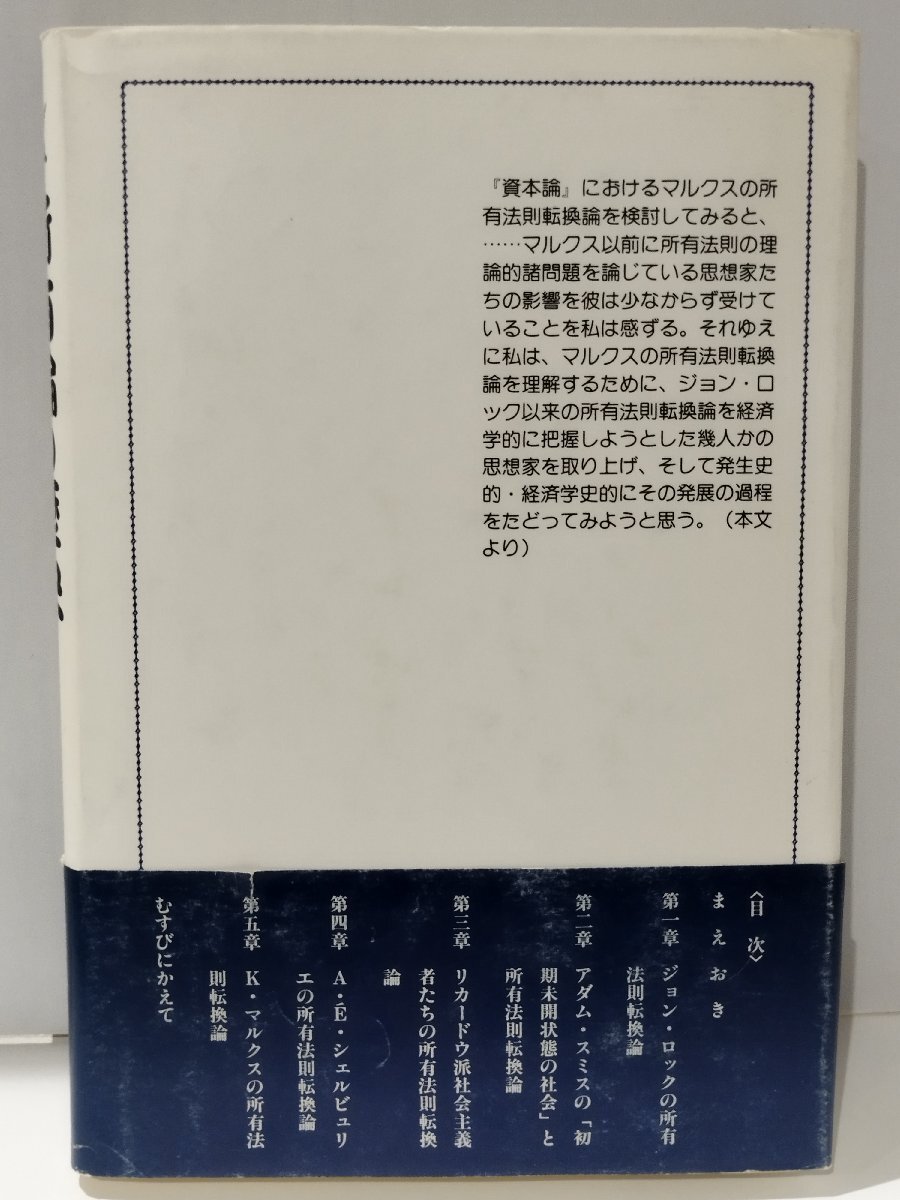 『資本論』におけるマルクスの所
有法則転換論を検討してみると、
……マルクス以前に所有法則の理
論的諸問題を論じている思想家た
ちの影響を彼は少なからず受けて
いることを私は感ずる。それゆえ
に私は、マルクスの所有法則転換
論を理解するために、ジョン・ロ
ック以来の所有法則転換論を経済
学的に把握しようとした幾人かの
思想家を取り上げ、そして発生史
的・経済学史的にその発展の過程
をたどってみようと思う。（本文
より）
〈目次〉
まえおき
第一章 ジョン・ロックの所有
法則転換論
第二章 アダム・スミスの「初
期未開状態の社会」と
所有法則転換論
第三章 リカードウ派社会主義
者たちの所有法則転換
論
第四章 A・É・シェルビュリ
エの所有法則転換論
第五章 K・マルクスの所有法
則転換論
むすびにかえて